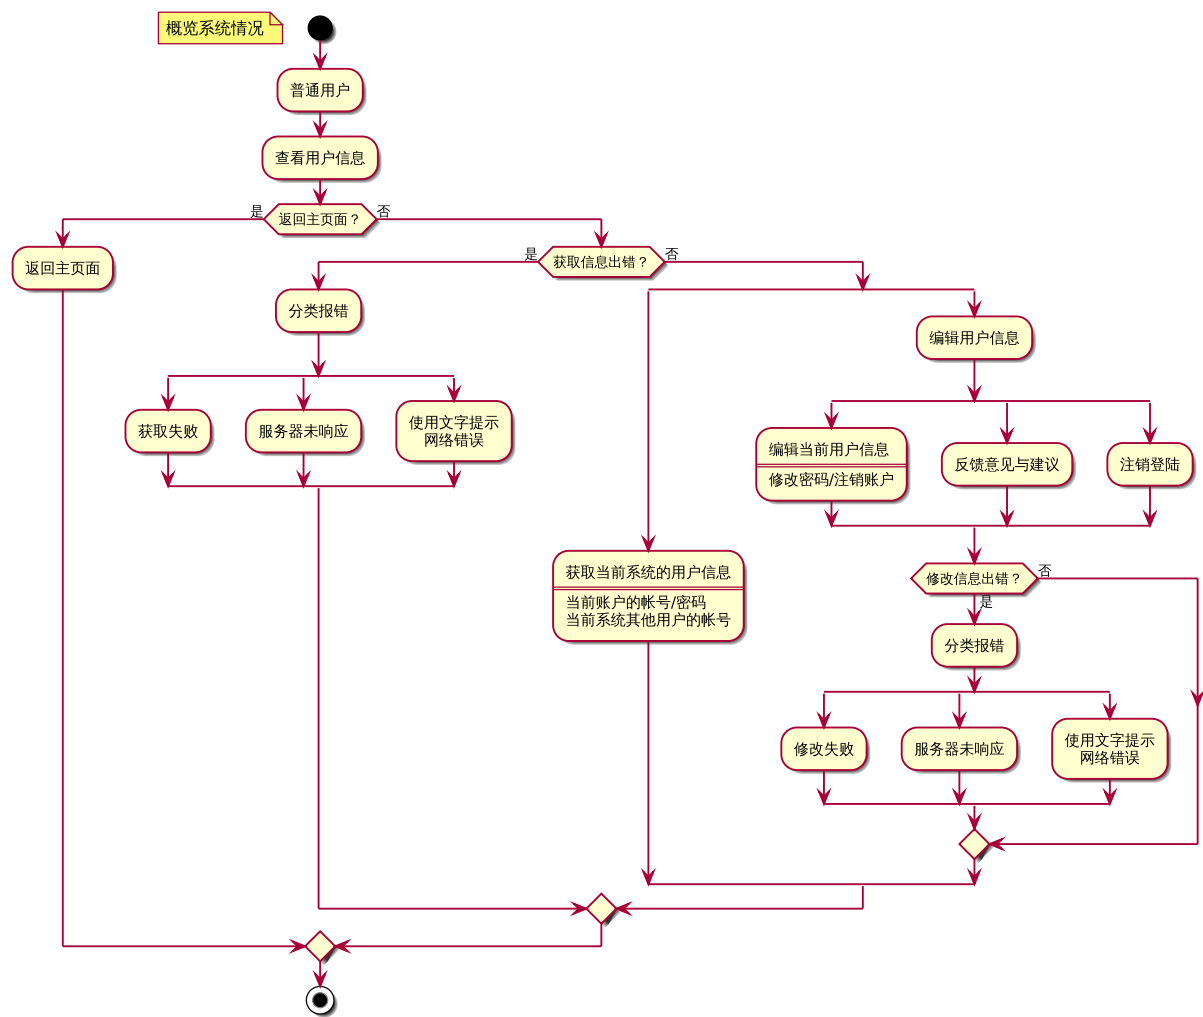 概览系统情况
普通用户
查看用户信息
是
返回主页面？
否
返回主页面
是
获取信息出错？
否
分类报错
获取失败
服务器未响应
使用文字提示
网络错误
获取当前系统的用户信息
当前账户的帐号/密码
当前系统其他用户的帐号
编辑用户信息
编辑当前用户信息
修改密码/注销账户
反馈意见与建议
注销登陆
修改信息出错？
否
是
分类报错
修改失败
服务器未响应
使用文字提示
网络错误